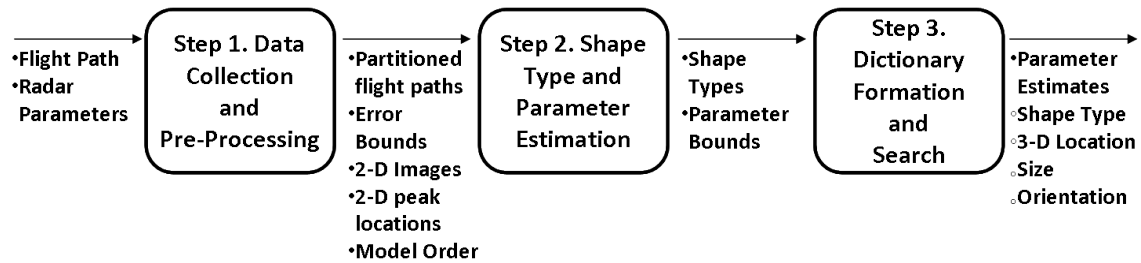 •Flight Path
•Radar
Parameters
Step 1. Data
Collection
and
Pre-Processing
•Partitioned
flight paths
•Error
Bounds
•2-D Images
•2-D peak
locations
•Model Order
Step 2. Shape
Type and
Parameter
Estimation
•Shape
Types
•Parameter
Bounds
Step 3.
Dictionary
Formation
and
Search
•Parameter
Estimates
○Shape Type
○3-D Location
○Size
○Orientation